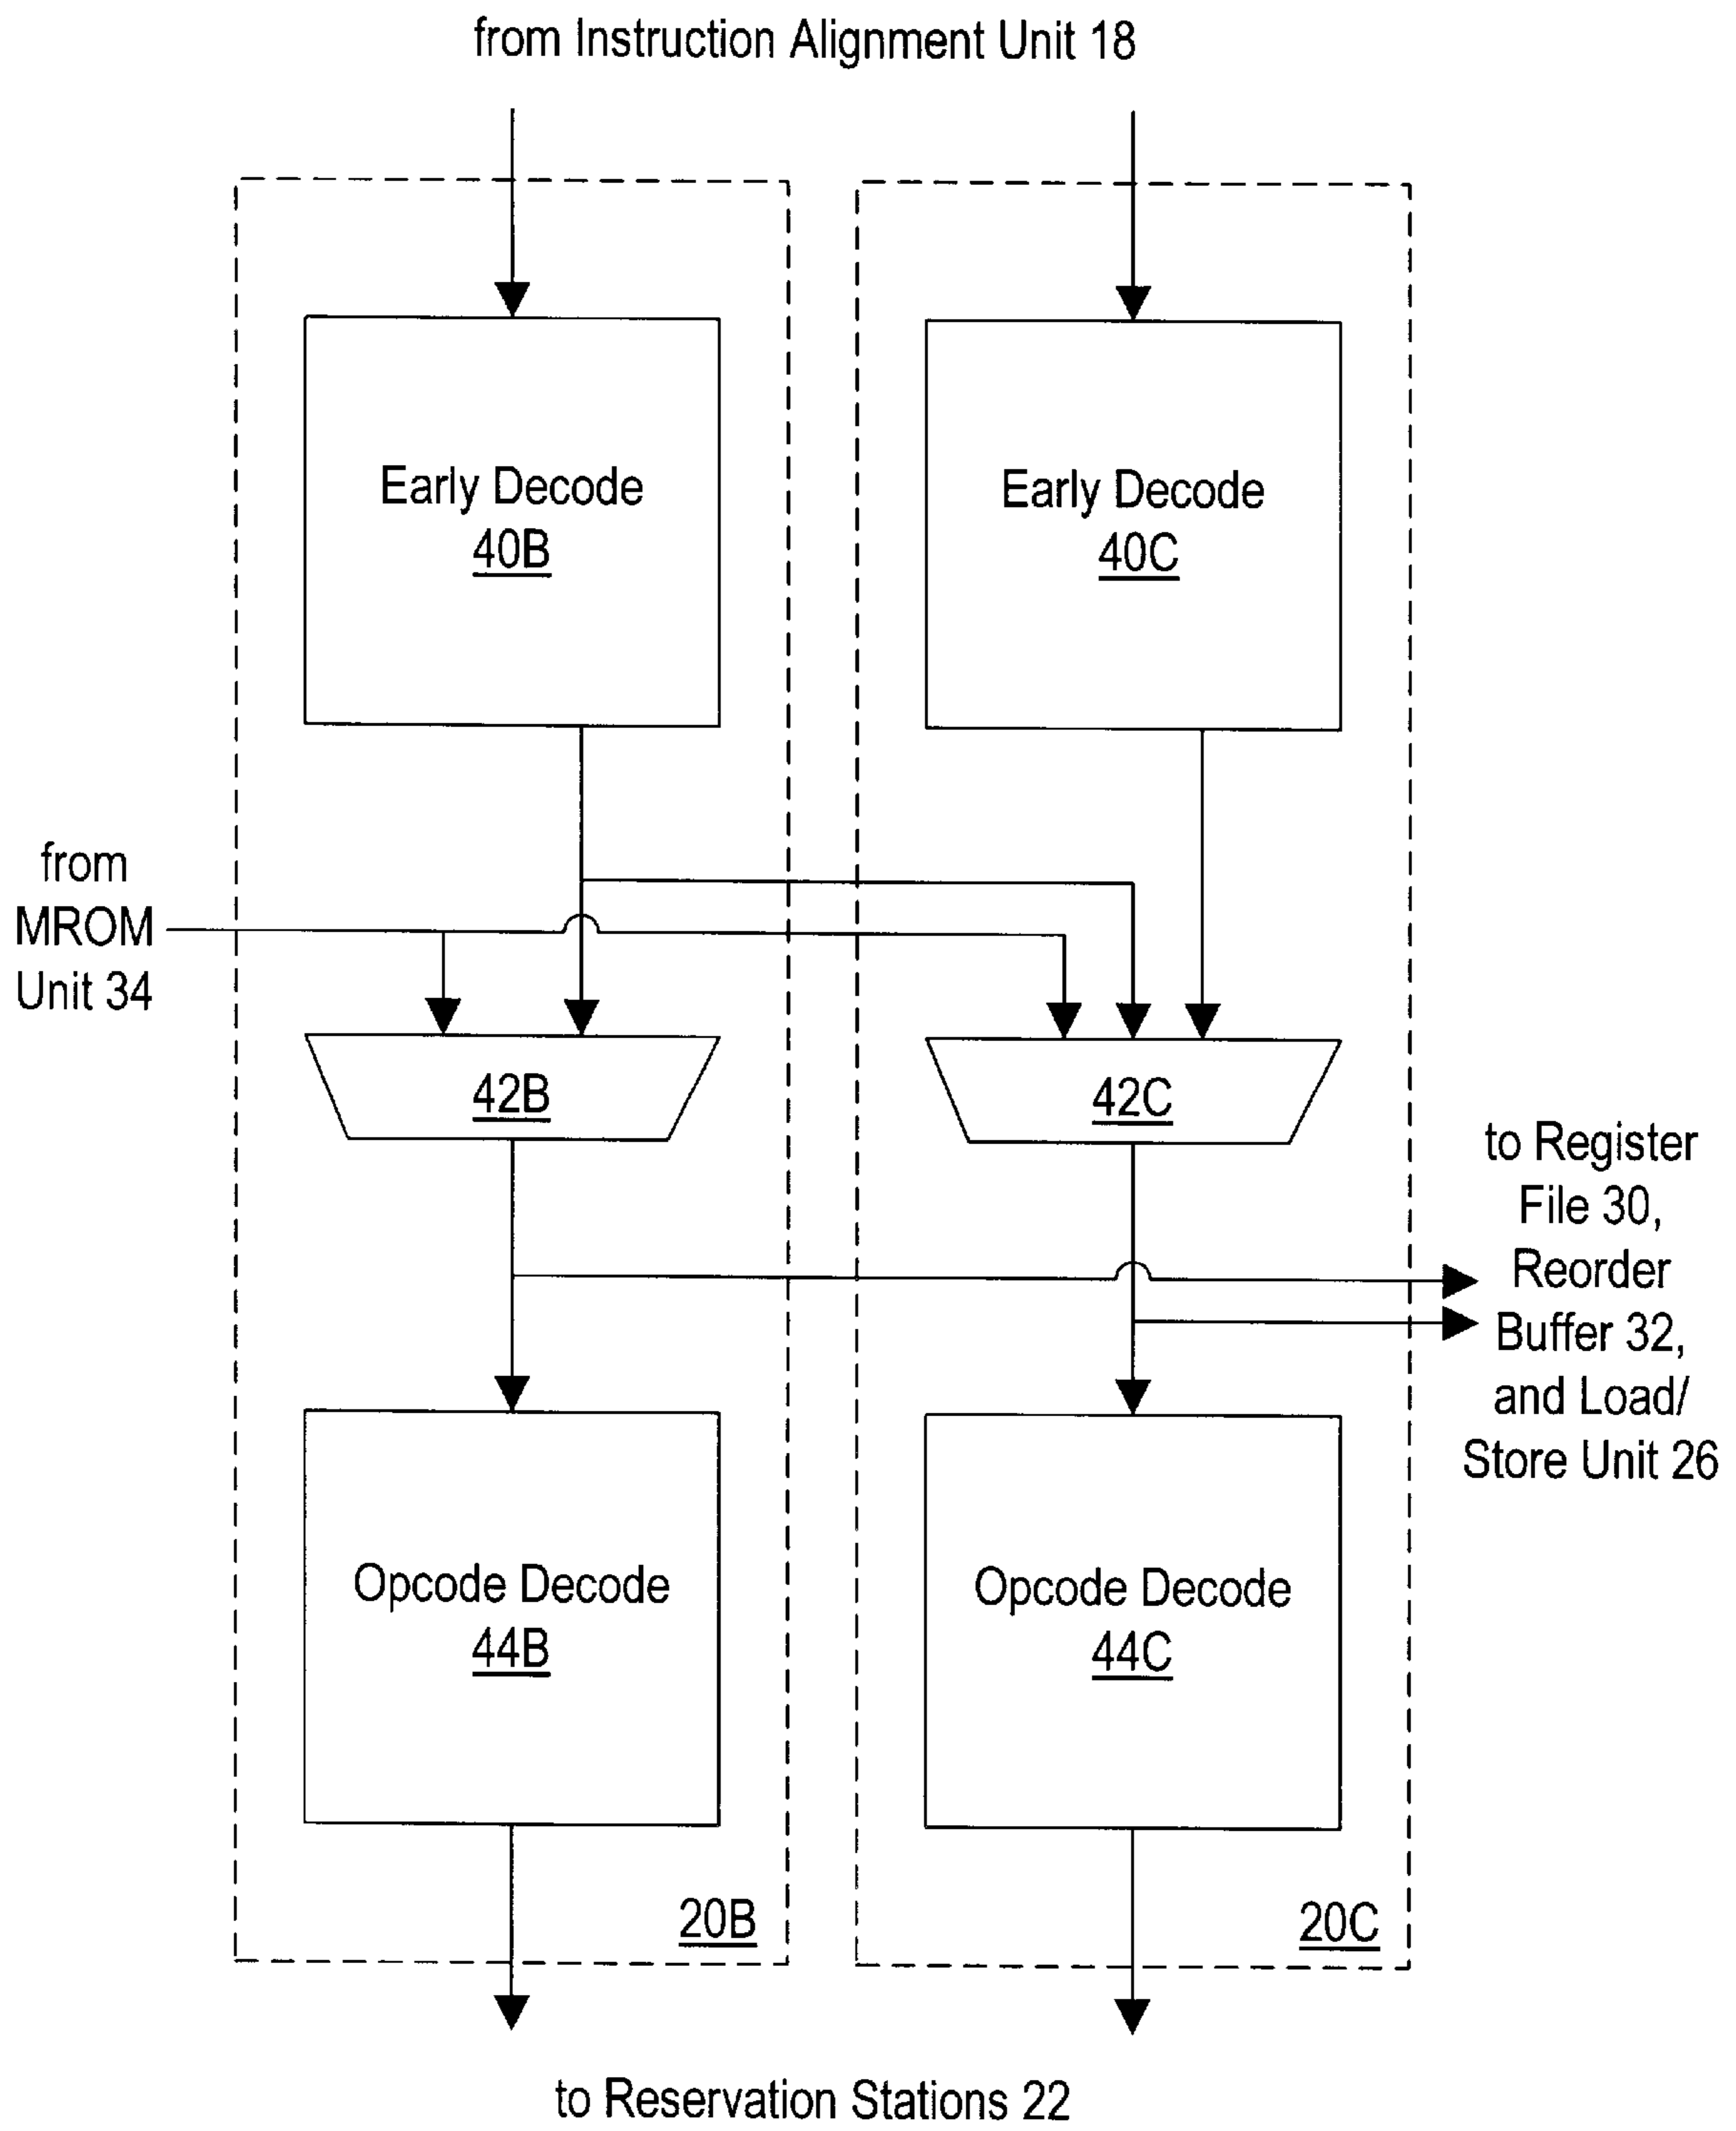 from Instruction Alignment Unit 18
Early Decode
40B
Early Decode
40C
from
MROM
Unit 34
42B
42C
to Register
File 30,
Reorder
Buffer 32,
and Load/
Store Unit 26
Opcode Decode
44B
Opcode Decode
44C
20B
20C
to Reservation Stations 22